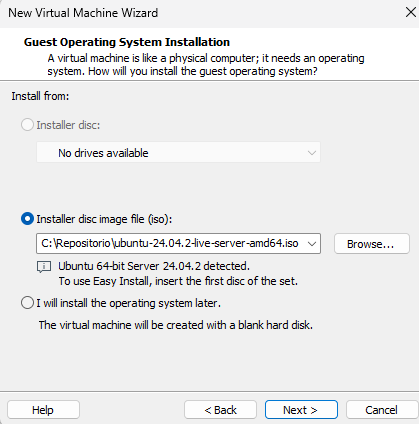 New Virtual Machine Wizard
Guest Operating System Installation
A virtual machine is like a physical computer; it needs an operating
system. How will you install the guest operating system?
Install from:
Installer disc:
No drives available
Installer disc image file (iso):
C:\Repositorio\ubuntu-24.04.2-live-server-amd64.iso
Browse...
Ubuntu 64-bit Server 24.04.2 detected.
To use Easy Install, insert the first disc of the set.
I will install the operating system later.
The virtual machine will be created with a blank hard disk.
Help
< Back
Next >
Cancel